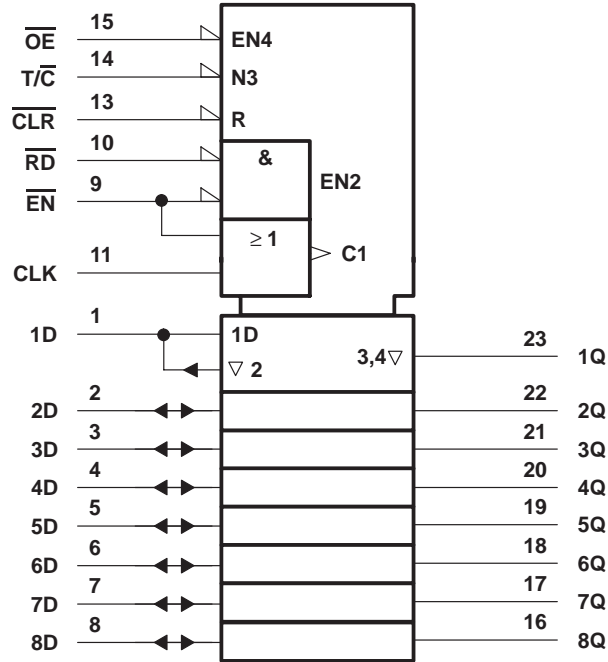 15
OE EN4
14
T/C N3
13
CLR R
10
RD &
EN2
9
EN
≥ 1
11 C1
CLK
1
1D 1D 23
▽ 2 3,4 ▽ 1Q
2 22
2D 2Q
3 21
3D 3Q
4 20
4D 4Q
5 19
5D 5Q
6 18
6D 6Q
7 17
7D 7Q
8 16
8D 8Q